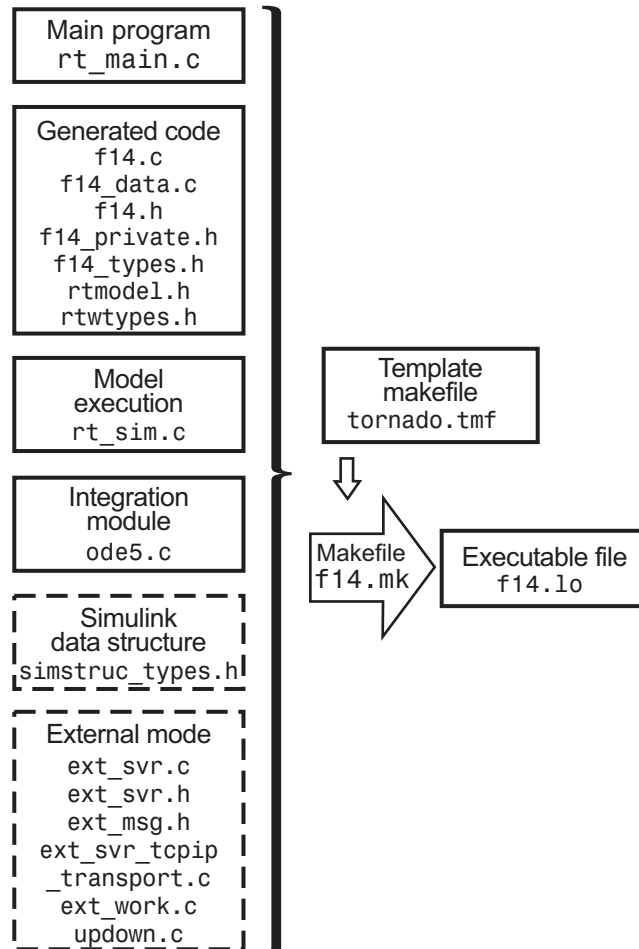 Main program
rt_main.c
Generated code
f14.c
f14_data.c
f14.h
f14_private.h
f14_types.h
rtmodel.h
rtwtypes.h
Model
execution
rt_sim.c
Integration
module
ode5.c
Simulink
data structure
simstruc_types.h
External mode
ext_svr.c
ext_svr.h
ext_msg.h
ext_svr_tcpip
_transport.c
ext_work.c
updown.c
Template
makefile
tornado.tmf
Makefile
f14.mk
Executable file
f14.lo